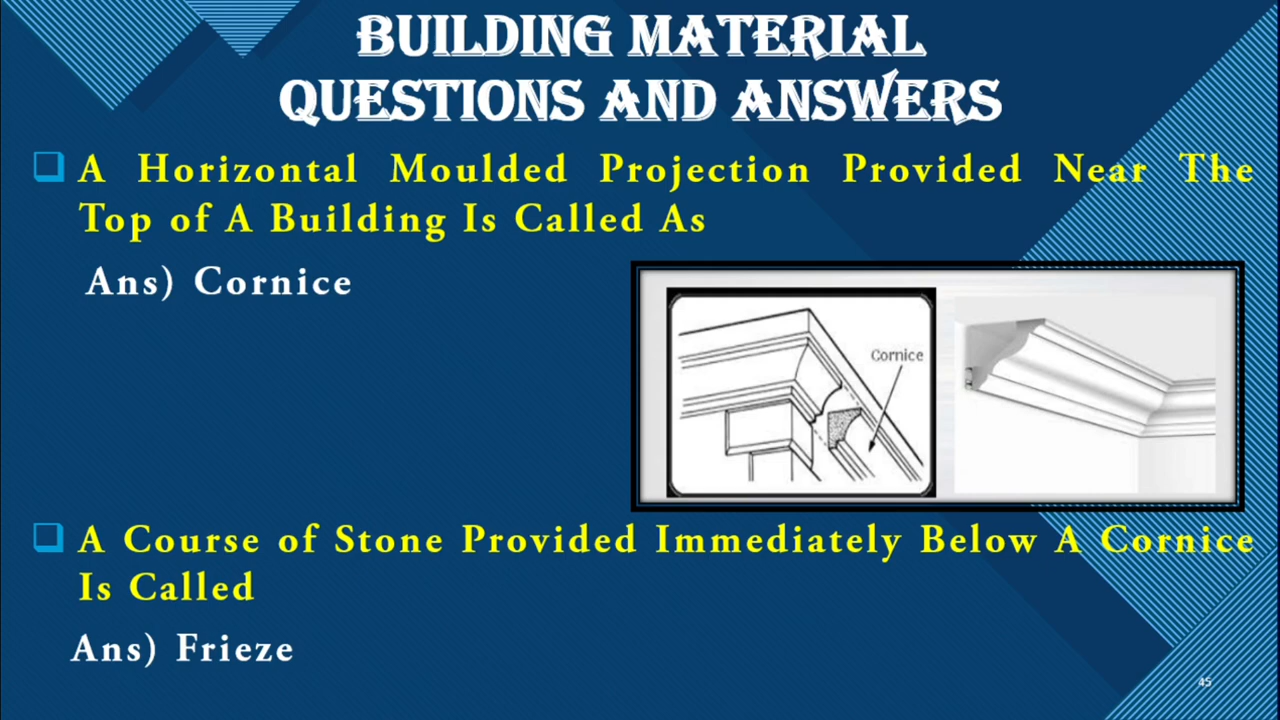 BUILDING MATERIAL
QUESTIONS AND ANSWERS
A Horizontal Moulded Projection Provided Near The
Top of A Building Is Called As
Ans) Cornice
Cornice
A Course of Stone Provided Immediately Below A Cornice
Is Called
Ans) Frieze
45